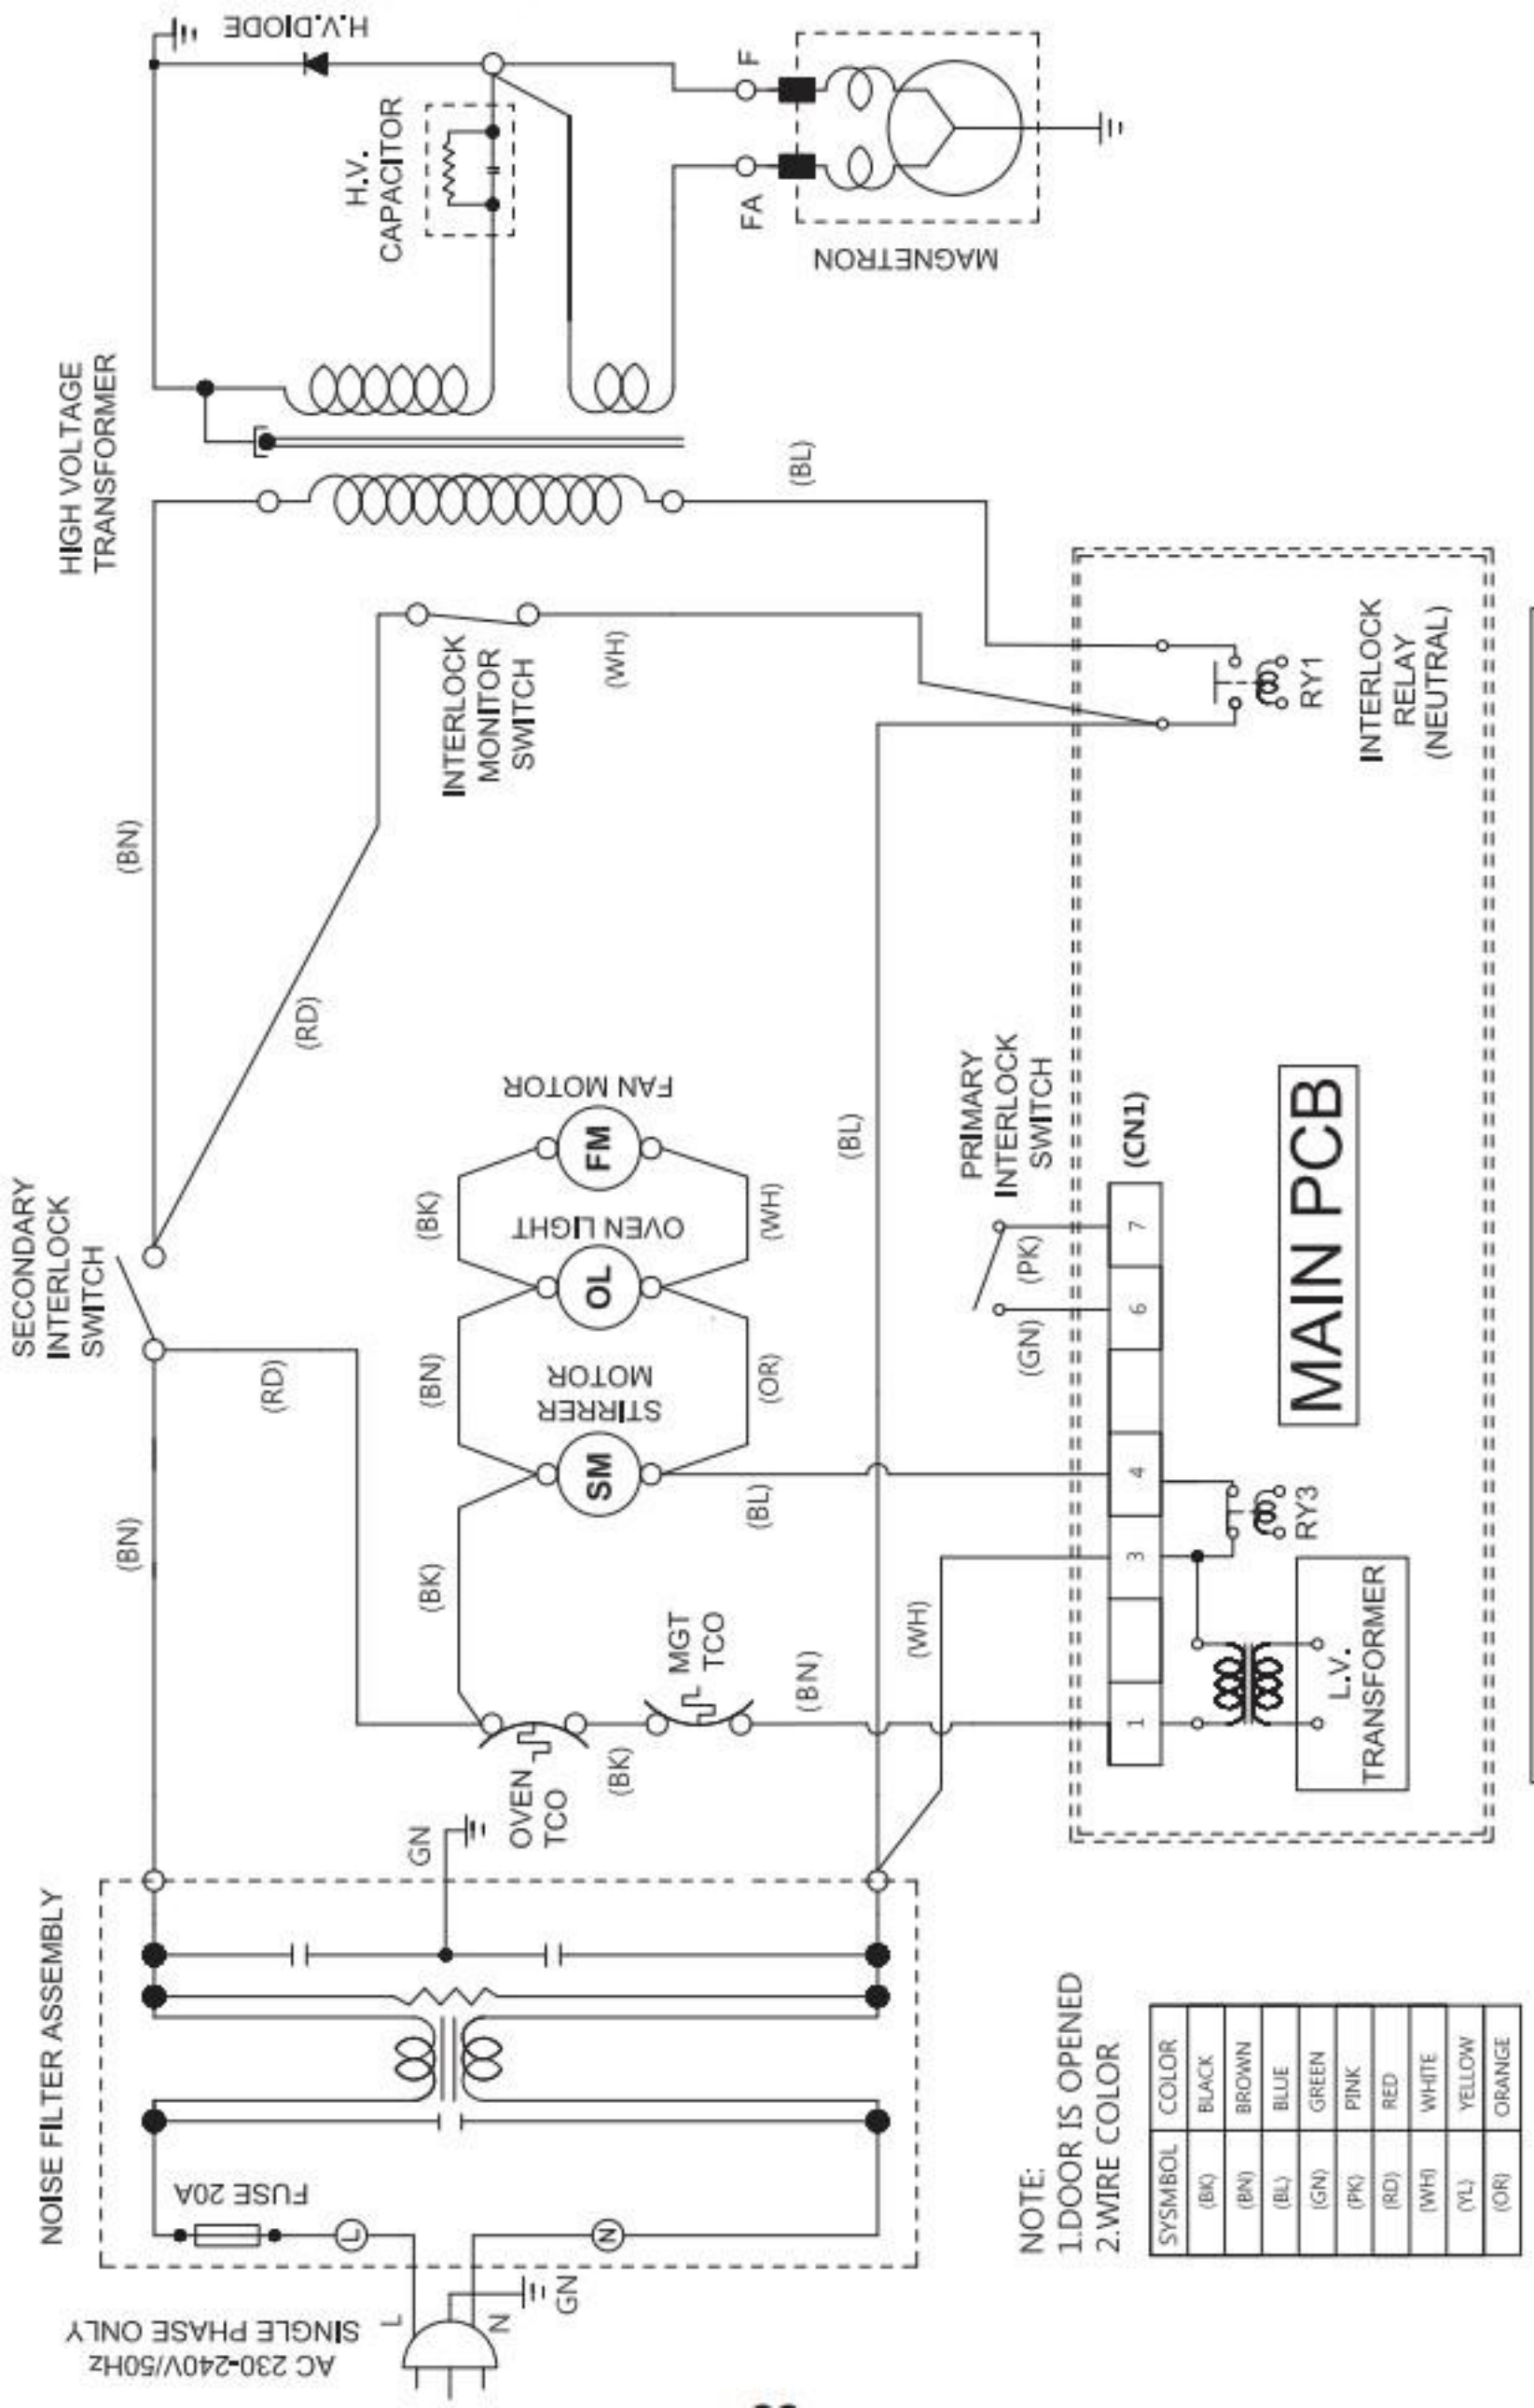 NOISE FILTER ASSEMBLY
AC 230-240V/50Hz
SINGLE PHASE ONLY
L
N
GN
FUSE 20A
L
N
GN
(BN)
SECONDARY
INTERLOCK
SWITCH
(RD)
(BN)
(RD)
HIGH VOLTAGE
TRANSFORMER
H.V.DIODE
H.V.
CAPACITOR
F
FA
MAGNETRON
(BL)
INTERLOCK
MONITOR
SWITCH
(WH)
OVEN
TCO
(BK)
MGT
TCO
(BN)
(BK)
(BN)
(BK)
STIRRER
MOTOR
SM
OVEN LIGHT
OL
FAN MOTOR
FM
(OR)
(WH)
(BL)
(BL)
(WH)
PRIMARY
INTERLOCK
SWITCH
(GN)
(PK)
1
3
4
6
7
(CN1)
L.V.
TRANSFORMER
RY3
MAIN PCB
RY1
INTERLOCK
RELAY
(NEUTRAL)
NOTE:
1.DOOR IS OPENED
2.WIRE COLOR
SYSMBOL COLOR
(BK) BLACK
(BN) BROWN
(BL) BLUE
(GN) GREEN
(PK) PINK
(RD) RED
(WH) WHITE
(YL) YELLOW
(OR) ORANGE